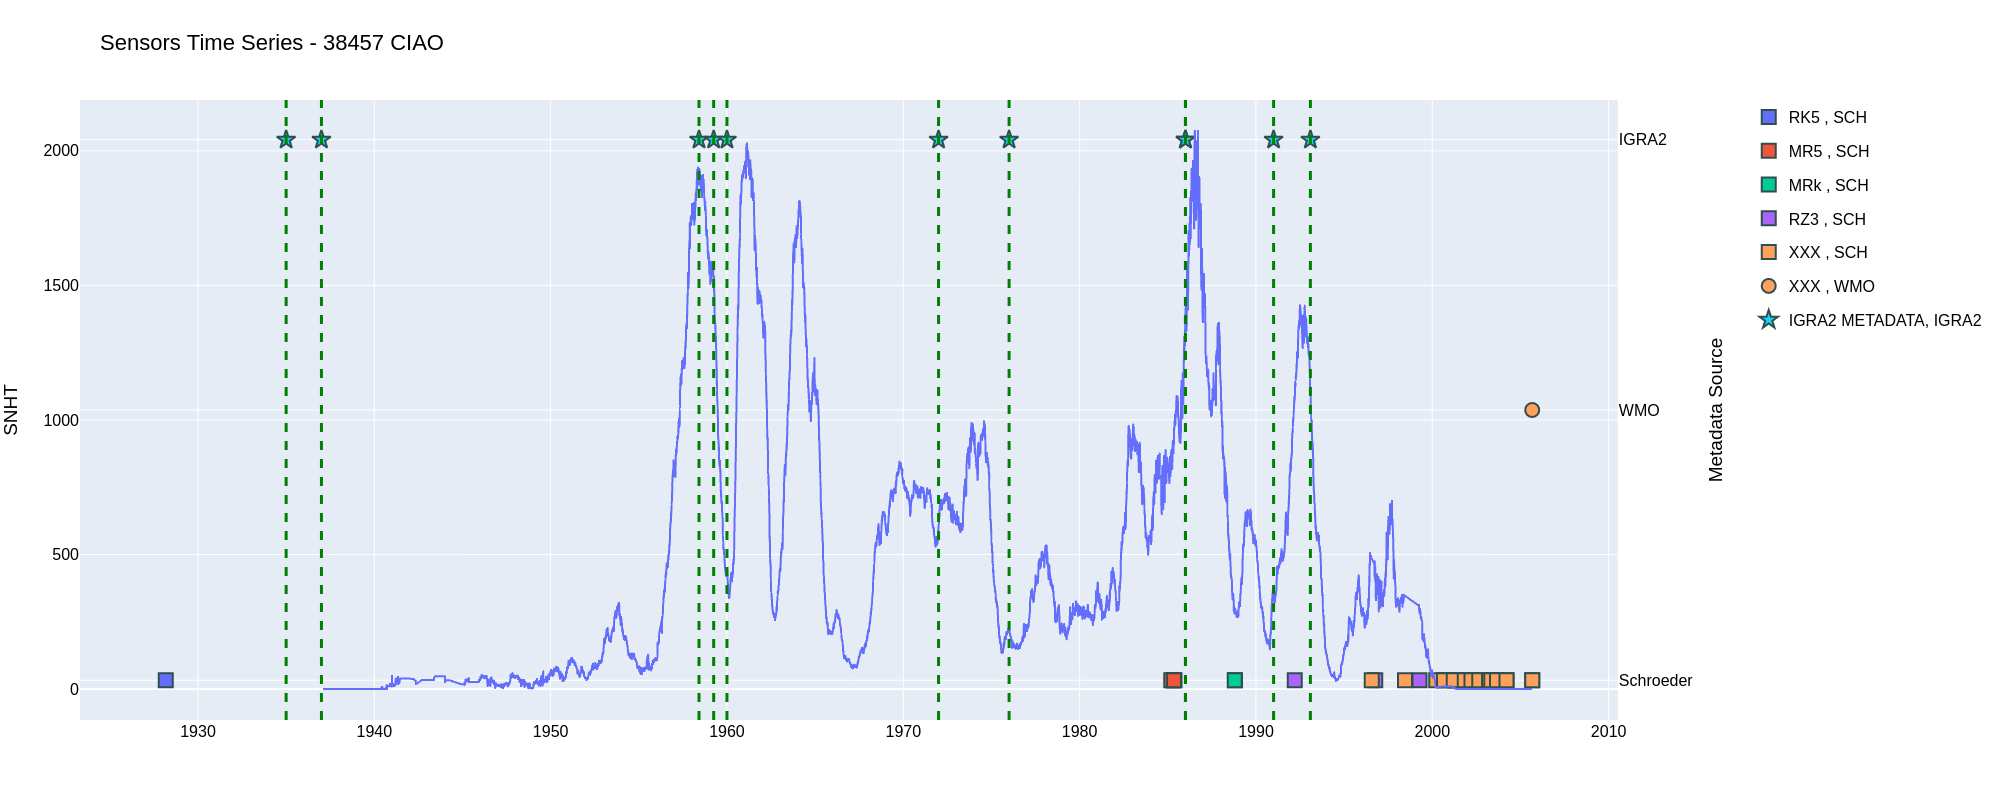 Sensors Time Series - 38457 CIAO
SNHT
2000
1500
1000
500
0
1930
1940
1950
1960
1970
1980
1990
2000
2010
IGRA2
WMO
Schroeder
Metadata Source
RK5 , SCH
MR5 , SCH
MRk , SCH
RZ3 , SCH
XXX , SCH
XXX , WMO
IGRA2 METADATA, IGRA2